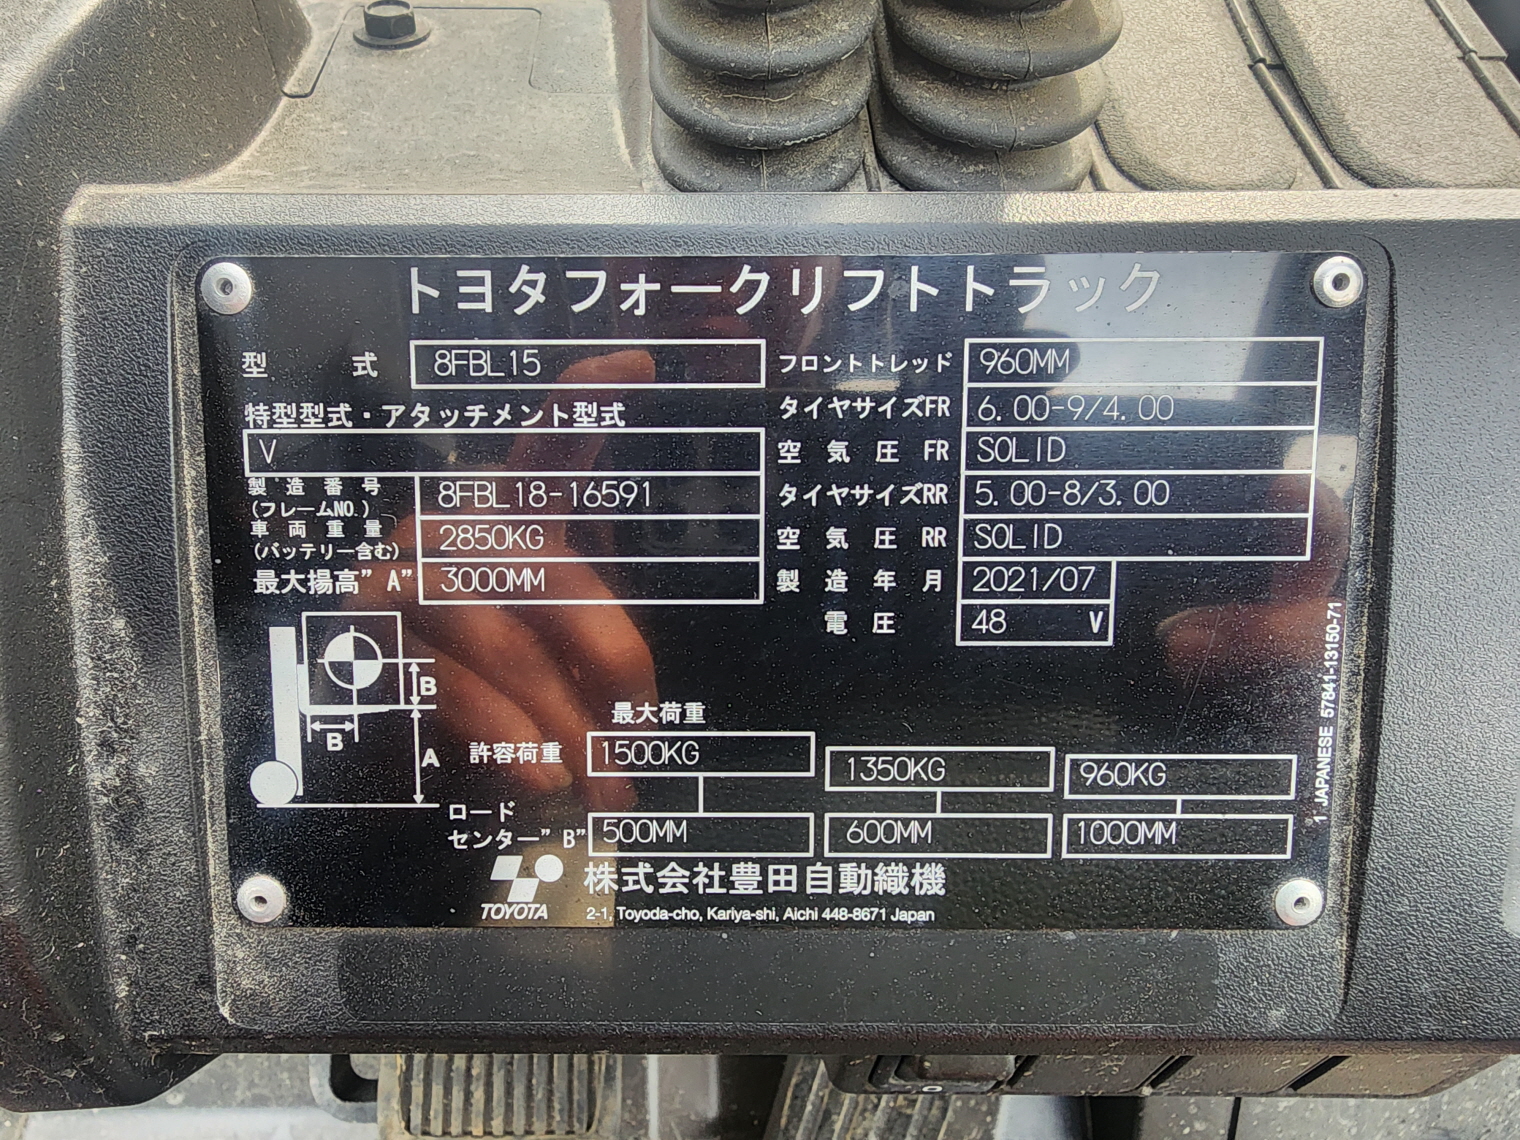 トヨタフォークリフトトラック
型式 8FBL15
特型型式・アタッチメント型式
V
製造番号
(フレームNO.)
8FBL18-16591
車両重量
(バッテリー含む)
2850KG
最大揚高"A" 3000MM
フロントトレッド 960MM
タイヤサイズFR 6.00-9/4.00
空気圧 FR SOLID
タイヤサイズRR 5.00-8/3.00
空気圧 RR SOLID
製造年月 2021/07
電圧 48 V
B
B
A
最大荷重
許容荷重 1500KG 1350KG 960KG
ロード
センター"B" 500MM 600MM 1000MM
TOYOTA
株式会社豊田自動織機
2-1, Toyoda-cho, Kariya-shi, Aichi 448-8671 Japan
1 JAPANESE 57841-13150-71